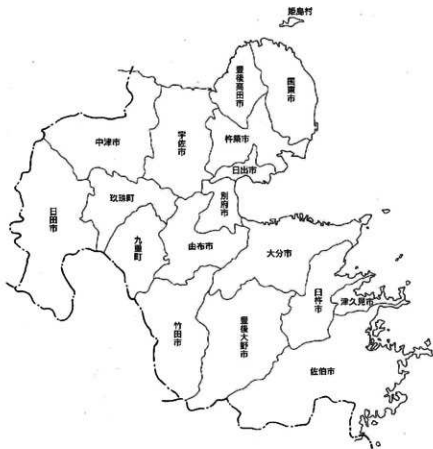 姫島村
豊後高田市
国東市
中津市
宇佐市
杵築市
日出市
別府市
日田市
玖珠町
九重町
由布市
大分市
臼杵市
津久見市
竹田市
豊後大野市
佐伯市